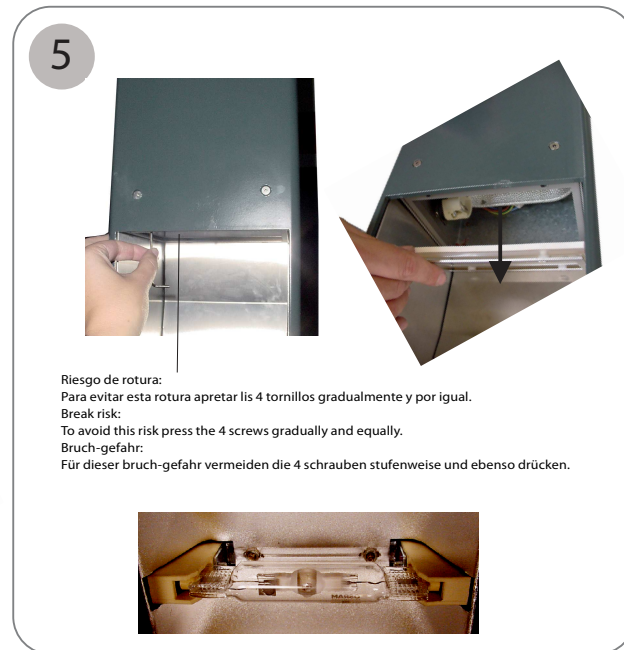 5
Riesgo de rotura:
Para evitar esta rotura apretar lis 4 tornillos gradualmente y por igual.
Break risk:
To avoid this risk press the 4 screws gradually and equally.
Bruch-gefahr:
Für dieser bruch-gefahr vermeiden die 4 schrauben stufenweise und ebenso drücken.